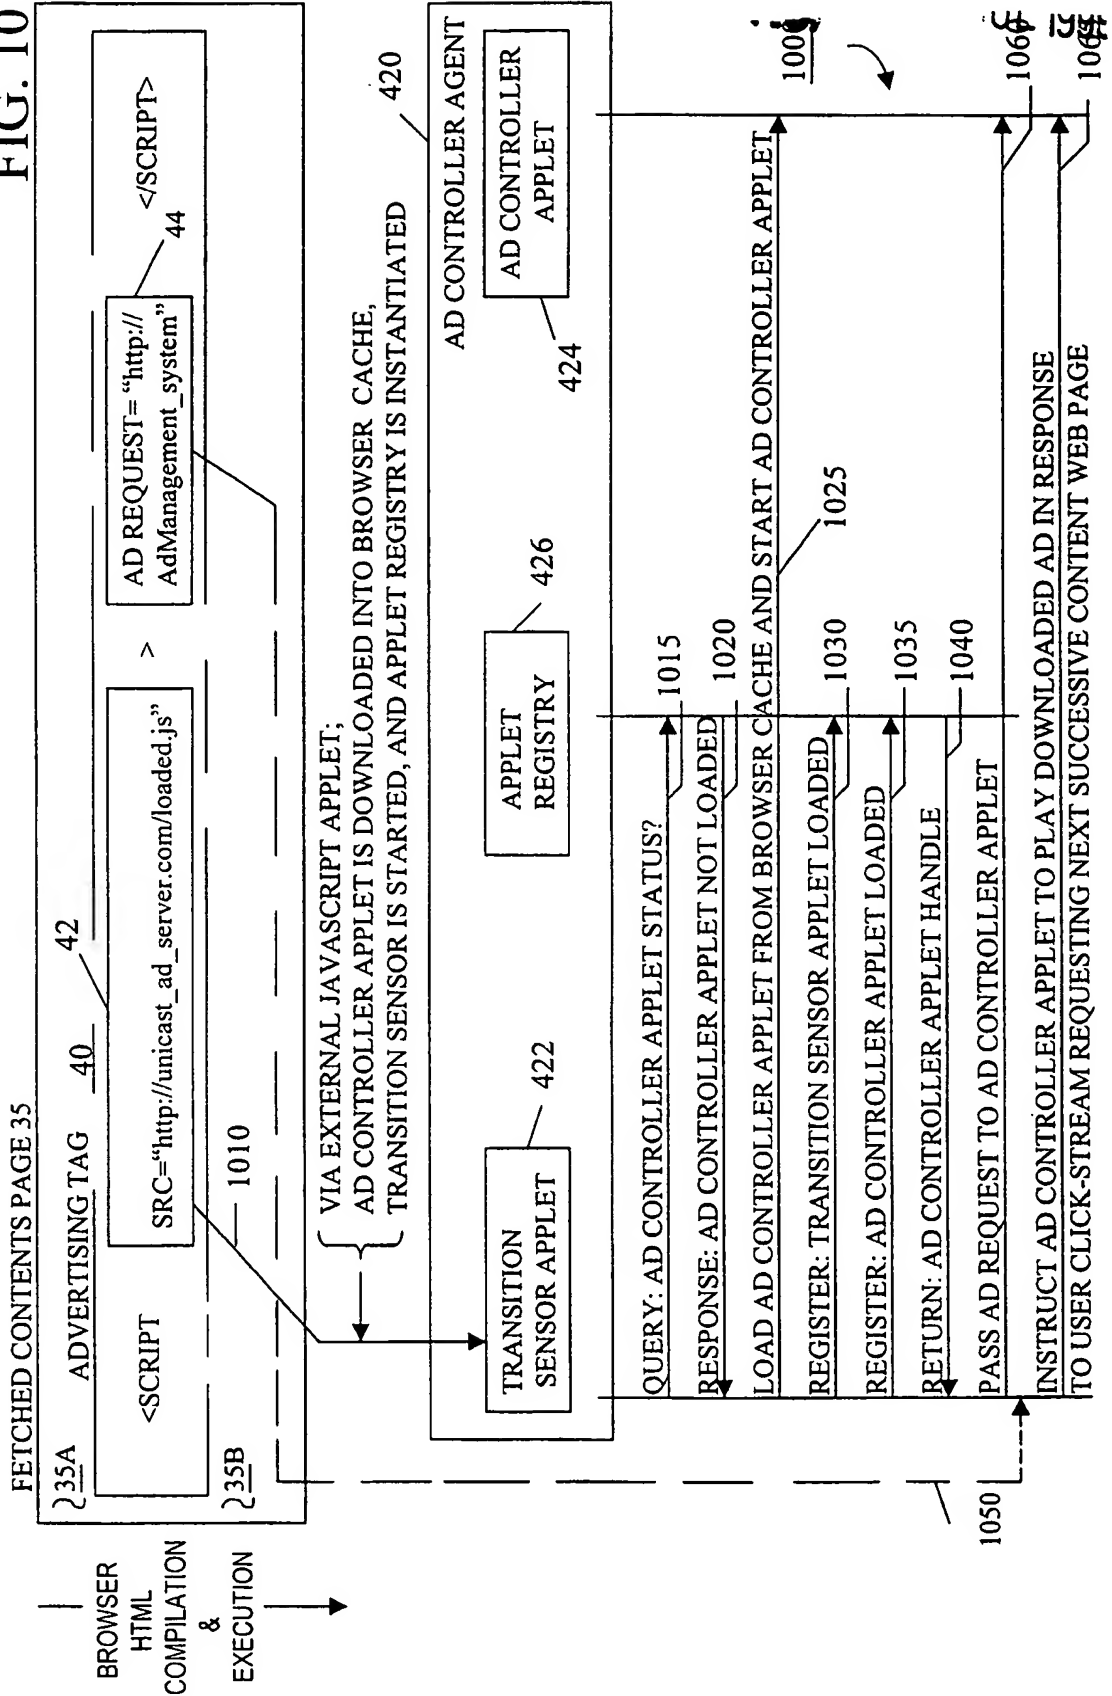 FIG. 10
FETCHED CONTENTS PAGE 35
35A
ADVERTISING TAG 40
42
<SCRIPT
SRC="http://unicast_ad_server.com/loaded.js"
>
AD REQUEST= "http://
AdManagement_system"
</SCRIPT>
44
35B
1010
BROWSER
HTML
COMPILATION
&
EXECUTION
VIA EXTERNAL JAVASCRIPT APPLET;
AD CONTROLLER APPLET IS DOWNLOADED INTO BROWSER CACHE,
TRANSITION SENSOR IS STARTED, AND APPLET REGISTRY IS INSTANTIATED
420
AD CONTROLLER AGENT
TRANSITION
SENSOR APPLET
422
APPLET
REGISTRY
426
AD CONTROLLER
APPLET
424
1000
QUERY: AD CONTROLLER APPLET STATUS?
1015
RESPONSE: AD CONTROLLER APPLET NOT LOADED
1020
LOAD AD CONTROLLER APPLET FROM BROWSER CACHE AND START AD CONTROLLER APPLET
1025
REGISTER: TRANSITION SENSOR APPLET LOADED
1030
REGISTER: AD CONTROLLER APPLET LOADED
1035
RETURN: AD CONTROLLER APPLET HANDLE
1040
PASS AD REQUEST TO AD CONTROLLER APPLET
1050
INSTRUCT AD CONTROLLER APPLET TO PLAY DOWNLOADED AD IN RESPONSE
TO USER CLICK-STREAM REQUESTING NEXT SUCCESSIVE CONTENT WEB PAGE